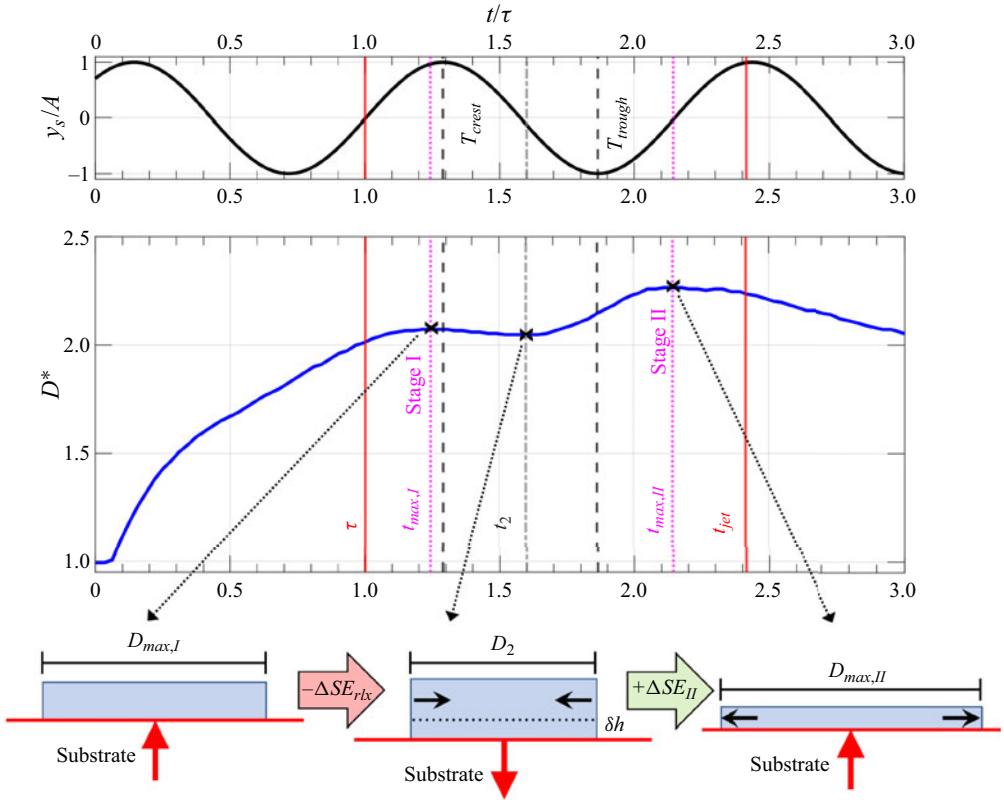 t/τ
0 0.5 1.0 1.5 2.0 2.5 3.0
y_s/A
1
0
−1
T_crest
T_trough
0 0.5 1.0 1.5 2.0 2.5 3.0
D*
2.5
2.0
1.5
1.0
Stage I
Stage II
τ
t_max,I
t_2
t_max,II
t_jet
0 0.5 1.0 1.5 2.0 2.5 3.0
D_max,I
D_2
D_max,II
−ΔSE_rlx
+ΔSE_II
δh
Substrate
Substrate
Substrate